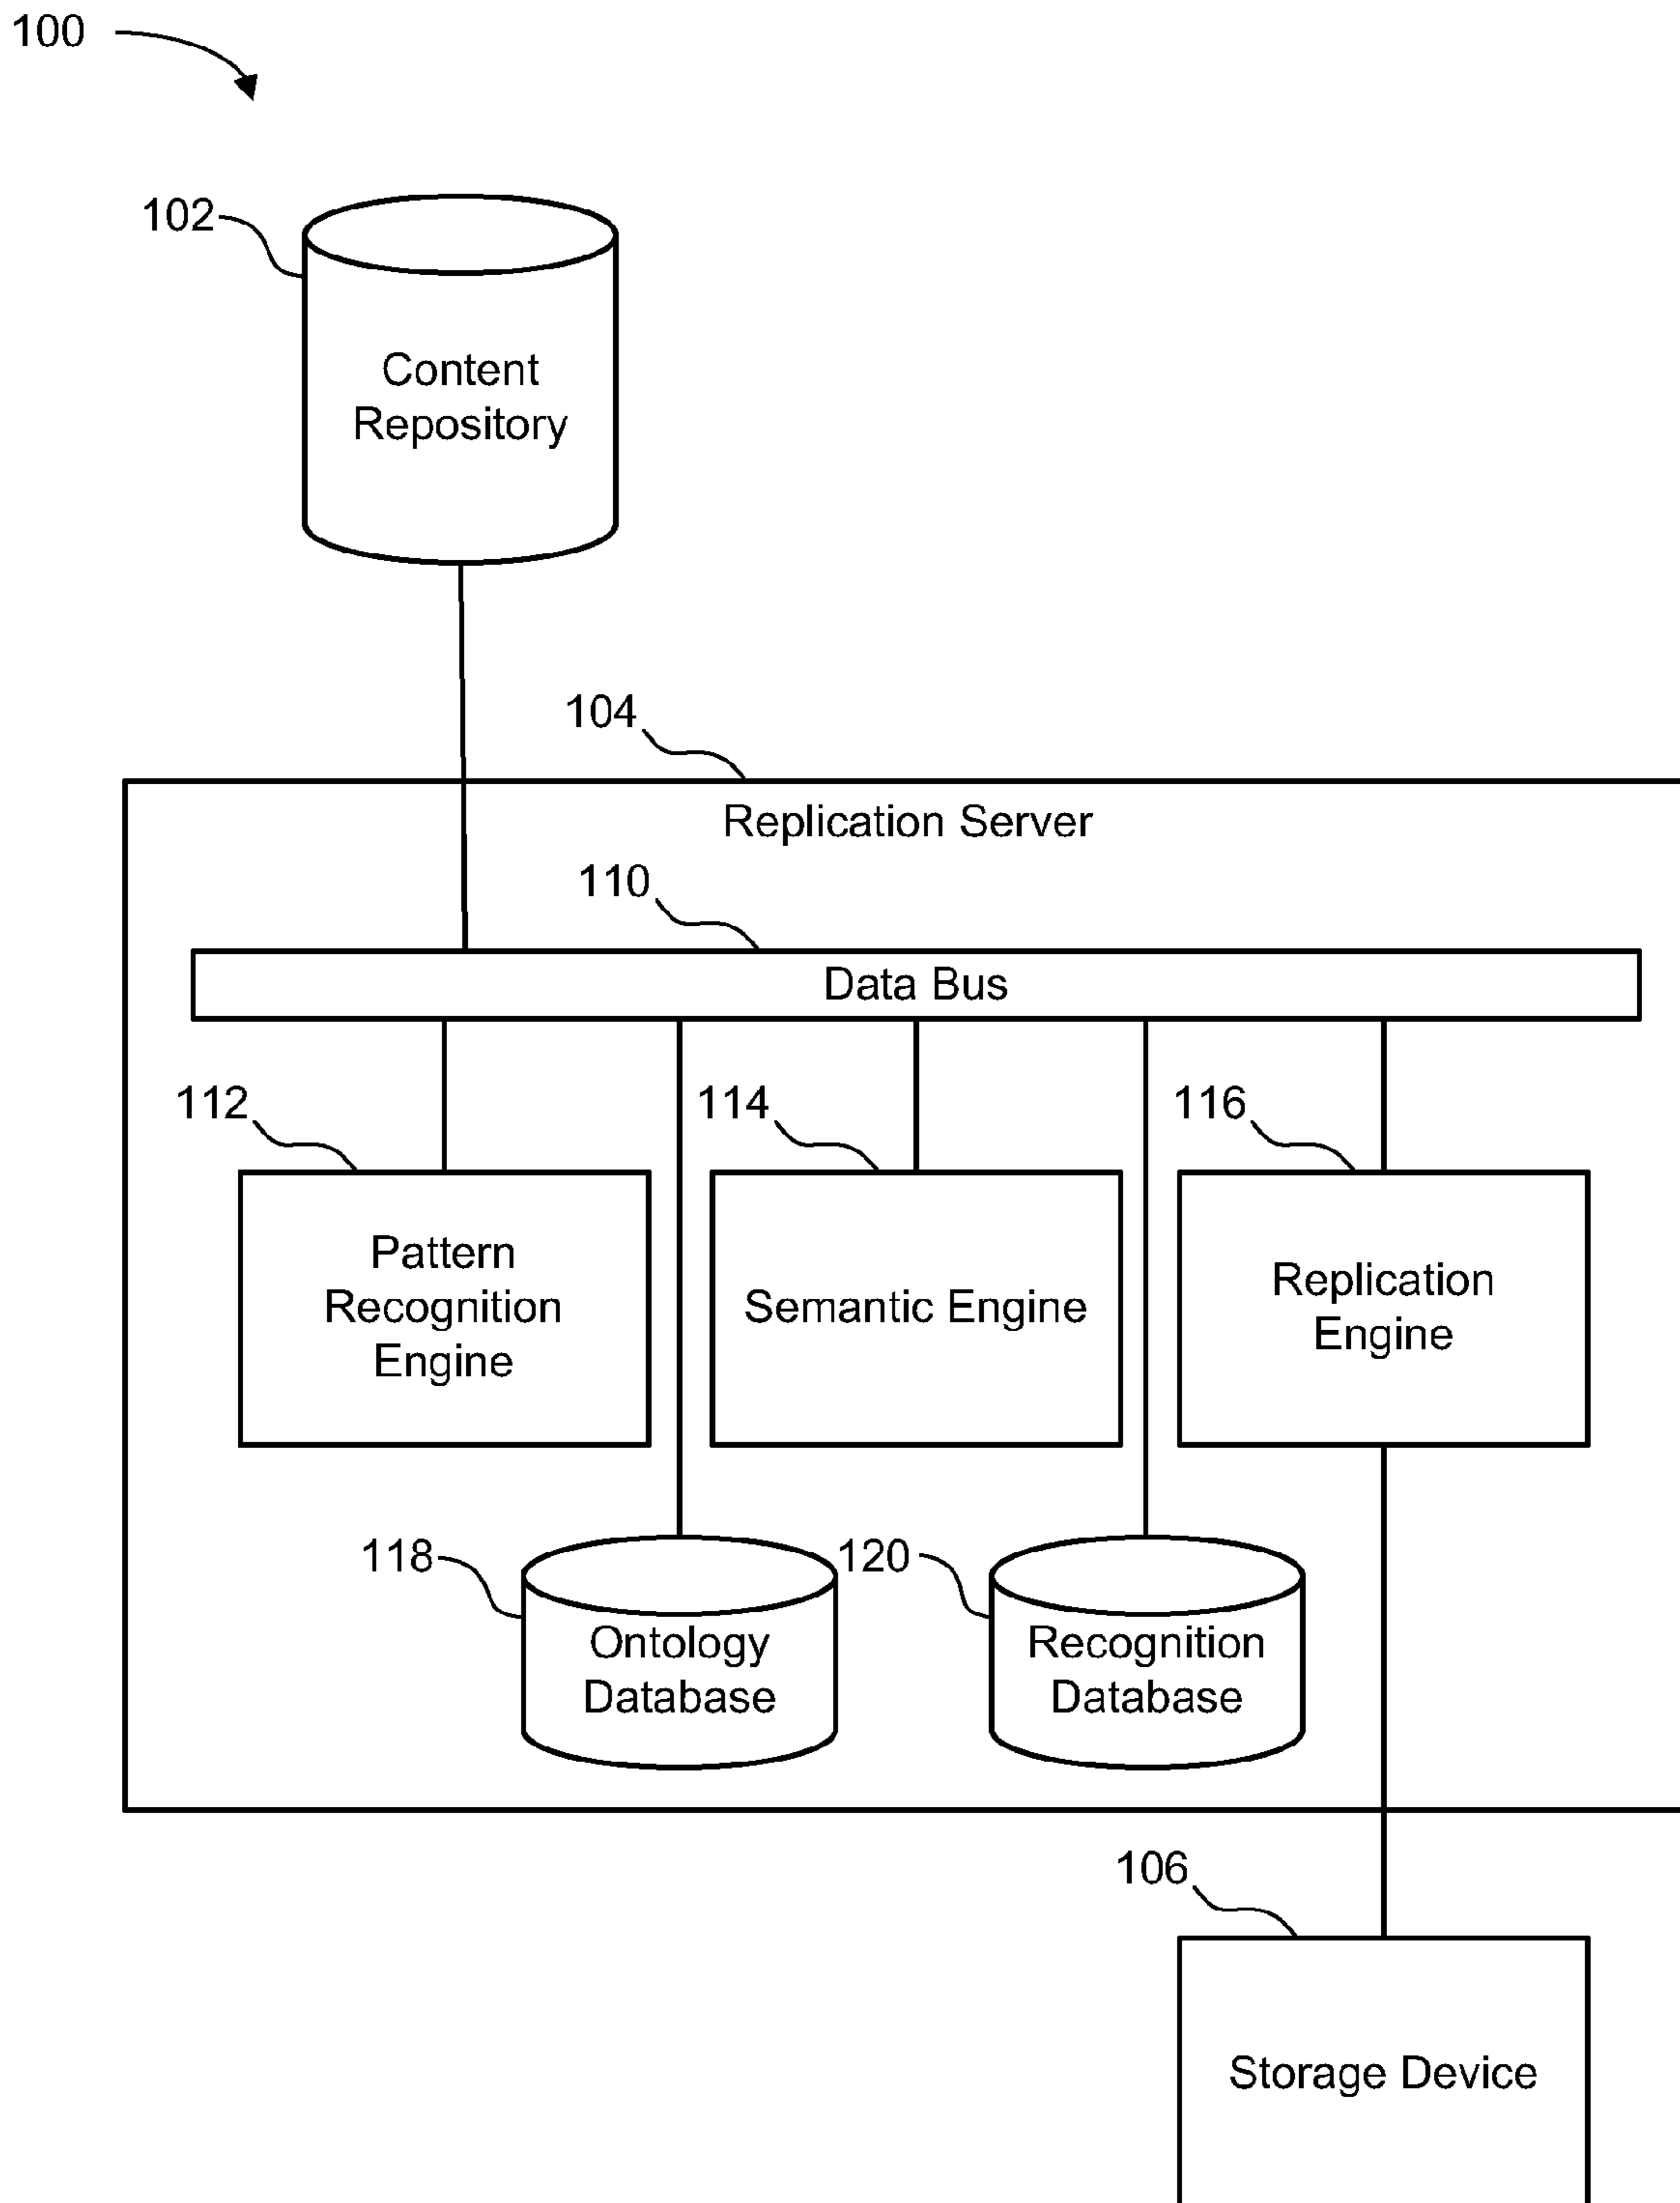 100
102
Content
Repository
104
Replication Server
110
Data Bus
112
114
116
Pattern
Recognition
Engine
Semantic Engine
Replication
Engine
118
120
Ontology
Database
Recognition
Database
106
Storage Device